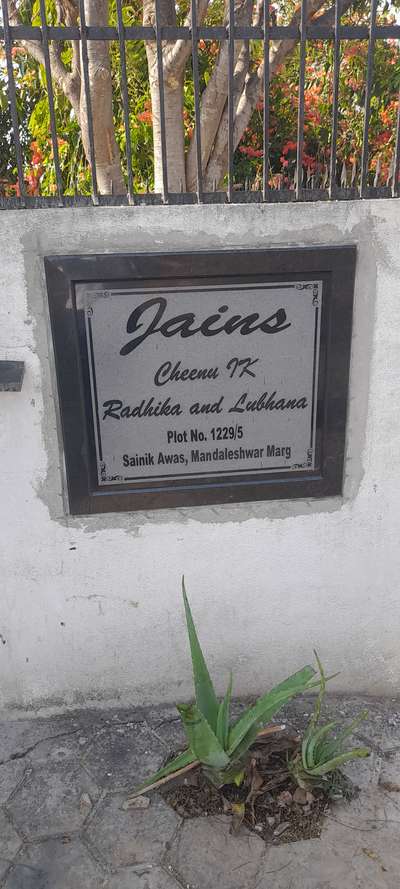 Jains
Cheenu IK
Radhika and Lubhana
Plot No. 1229/5
Sainik Awas, Mandaleshwar Marg